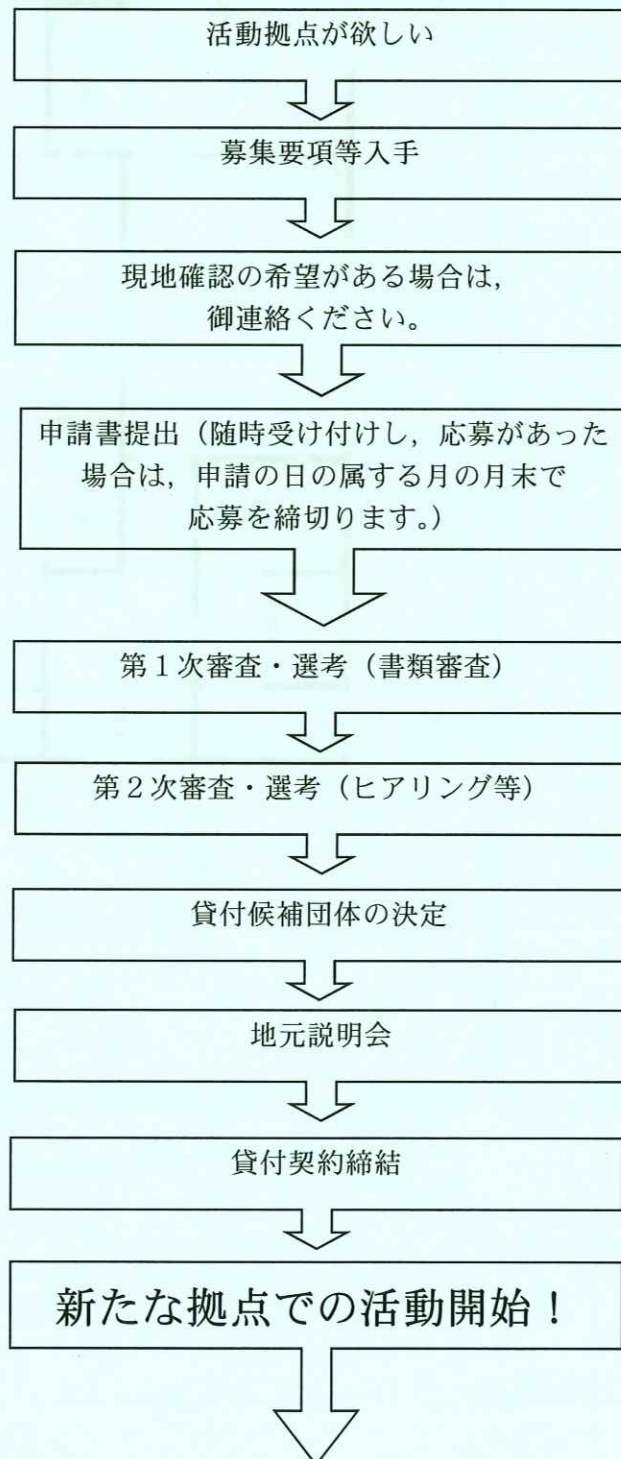 活動拠点が欲しい
募集要項等入手
現地確認の希望がある場合は，
御連絡ください。
申請書提出（随時受け付けし，応募があった
場合は，申請の日の属する月の月末で
応募を締切ります。）
第１次審査・選考（書類審査）
第２次審査・選考（ヒアリング等）
貸付候補団体の決定
地元説明会
貸付契約締結
新たな拠点での活動開始！